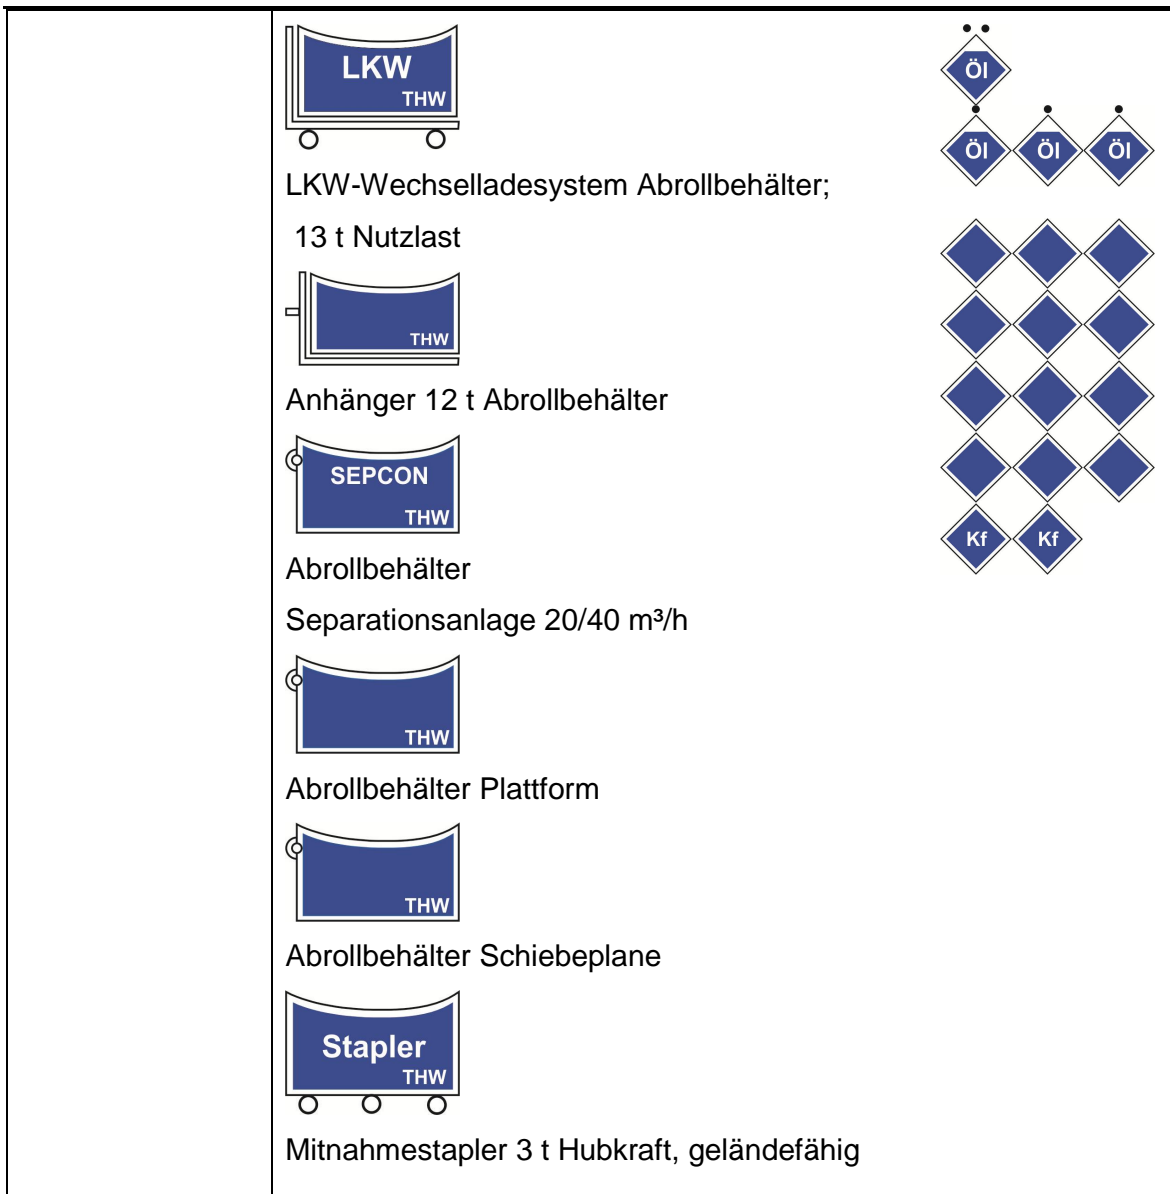 LKW
THW
LKW-Wechselladesystem Abrollbehälter;
13 t Nutzlast
THW
Anhänger 12 t Abrollbehälter
SEPCON
THW
Abrollbehälter
Separationsanlage 20/40 m³/h
THW
Abrollbehälter Plattform
THW
Abrollbehälter Schiebeplane
Stapler
THW
Mitnahmestapler 3 t Hubkraft, geländefähig
Öl
Öl Öl Öl
Kf Kf